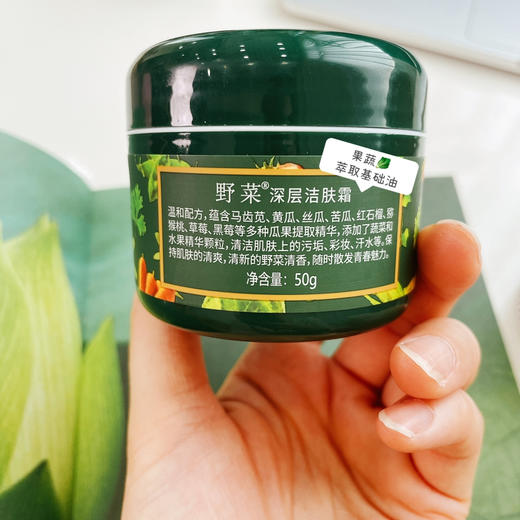 果蔬
萃取基础油
野菜®深层洁肤霜
温和配方,蕴含马齿苋、黄瓜、丝瓜、苦瓜、红石榴、猕
猴桃、草莓、黑莓等多种瓜果提取精华,添加了蔬菜和
水果精华颗粒,清洁肌肤上的污垢、彩妆、汗水等。保
持肌肤的清爽,清新的野菜清香,随时散发青春魅力。
净含量:50g